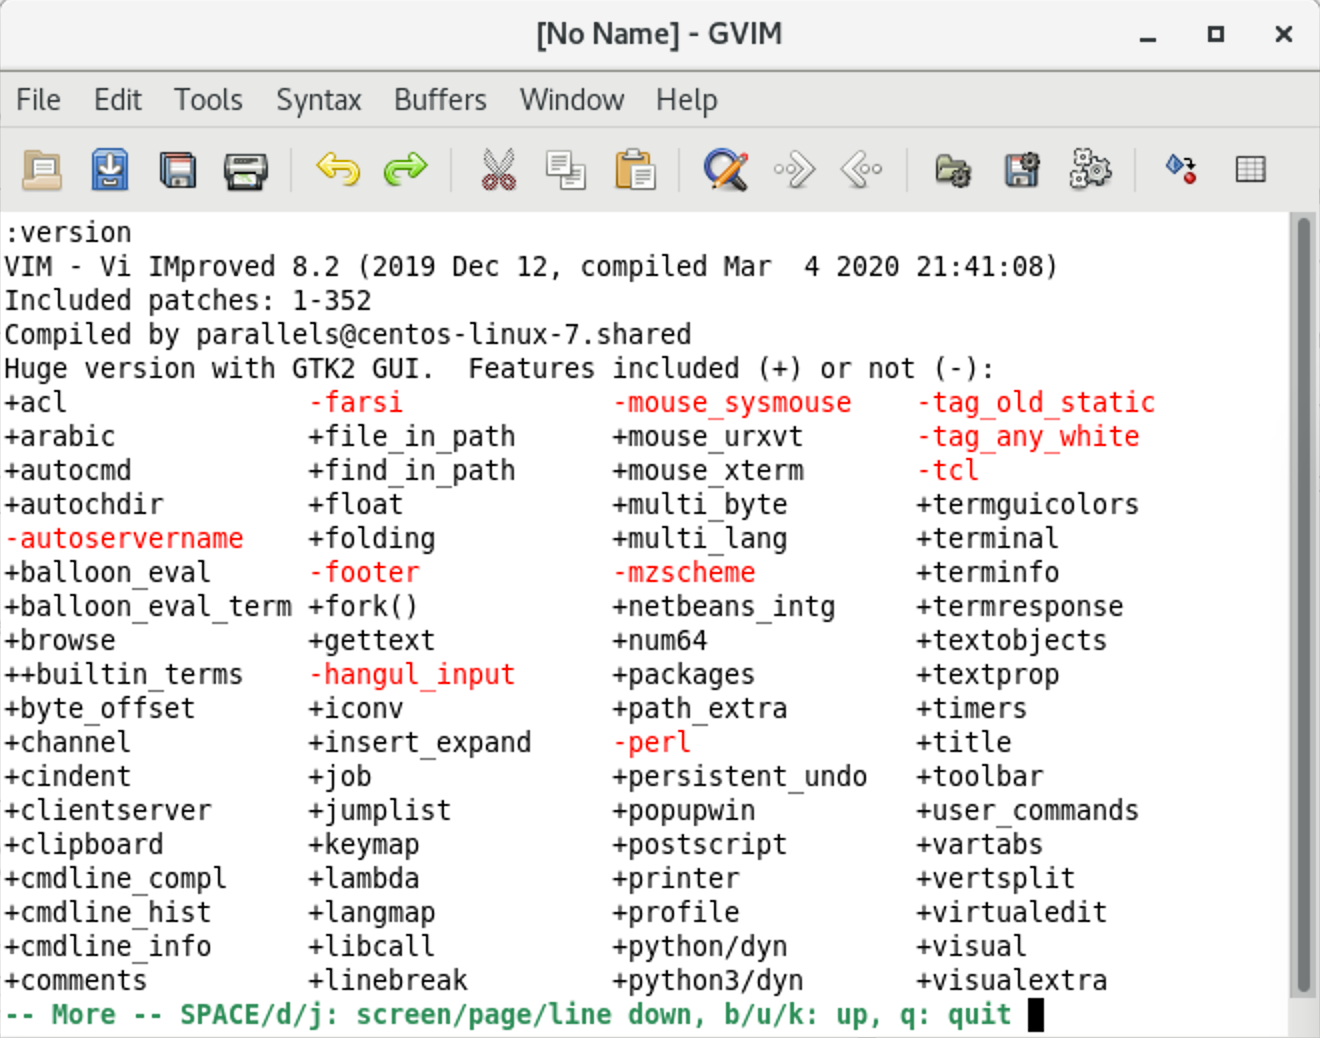 [No Name] - GVIM
File Edit Tools Syntax Buffers Window Help
:version
VIM - Vi IMproved 8.2 (2019 Dec 12, compiled Mar  4 2020 21:41:08)
Included patches: 1-352
Compiled by parallels@centos-linux-7.shared
Huge version with GTK2 GUI.  Features included (+) or not (-):
+acl -farsi -mouse_sysmouse -tag_old_static
+arabic +file_in_path +mouse_urxvt -tag_any_white
+autocmd +find_in_path +mouse_xterm -tcl
+autochdir +float +multi_byte +termguicolors
-autoservername +folding +multi_lang +terminal
+balloon_eval -footer -mzscheme +terminfo
+balloon_eval_term +fork() +netbeans_intg +termresponse
+browse +gettext +num64 +textobjects
++builtin_terms -hangul_input +packages +textprop
+byte_offset +iconv +path_extra +timers
+channel +insert_expand -perl +title
+cindent +job +persistent_undo +toolbar
+clientserver +jumplist +popupwin +user_commands
+clipboard +keymap +postscript +vartabs
+cmdline_compl +lambda +printer +vertsplit
+cmdline_hist +langmap +profile +virtualedit
+cmdline_info +libcall +python/dyn +visual
+comments +linebreak +python3/dyn +visualextra
-- More -- SPACE/d/j: screen/page/line down, b/u/k: up, q: quit